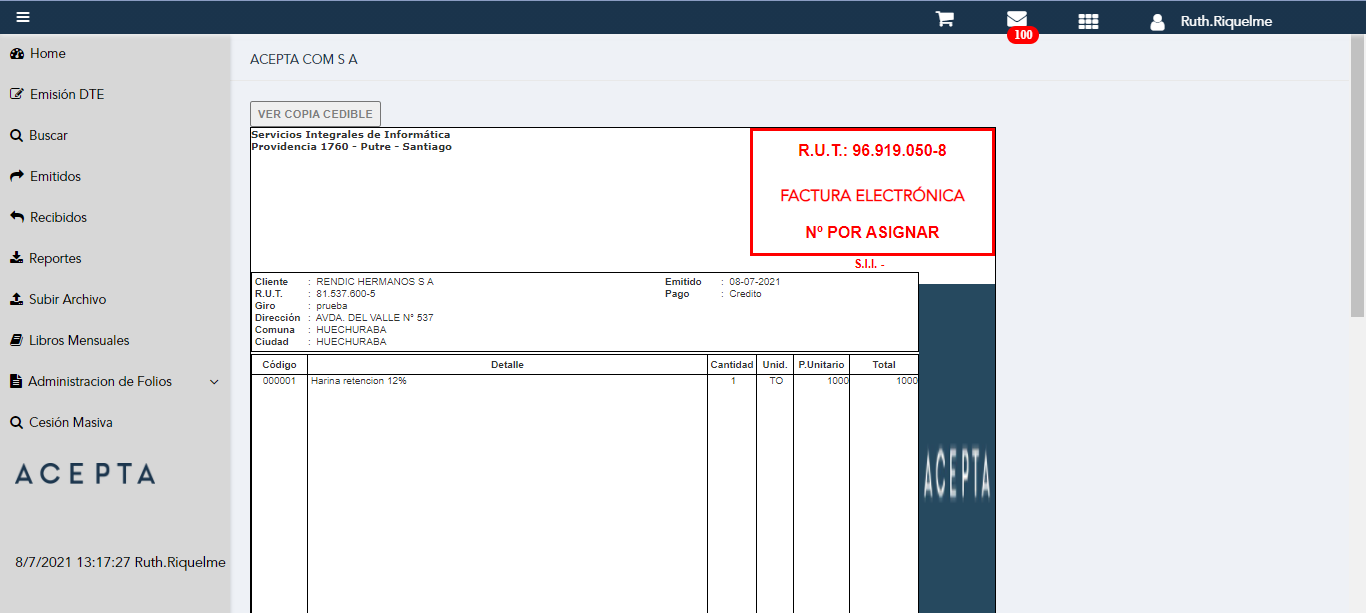 100
Ruth.Riquelme
Home
Emisión DTE
Buscar
Emitidos
Recibidos
Reportes
Subir Archivo
Libros Mensuales
Administracion de Folios
Cesión Masiva
ACEPTA
8/7/2021 13:17:27 Ruth.Riquelme
ACEPTA COM S A
VER COPIA CEDIBLE
Servicios Integrales de Informática
Providencia 1760 - Putre - Santiago
R.U.T.: 96.919.050-8
FACTURA ELECTRÓNICA
Nº POR ASIGNAR
S.I.I. -
Cliente : RENDIC HERMANOS S A Emitido : 08-07-2021
R.U.T. : 81.537.600-5 Pago : Credito
Giro : prueba
Dirección : AVDA. DEL VALLE N° 537
Comuna : HUECHURABA
Ciudad : HUECHURABA
Código Detalle Cantidad Unid. P.Unitario Total
000001 Harina retencion 12% 1 TO 1000 1000
ACEPTA